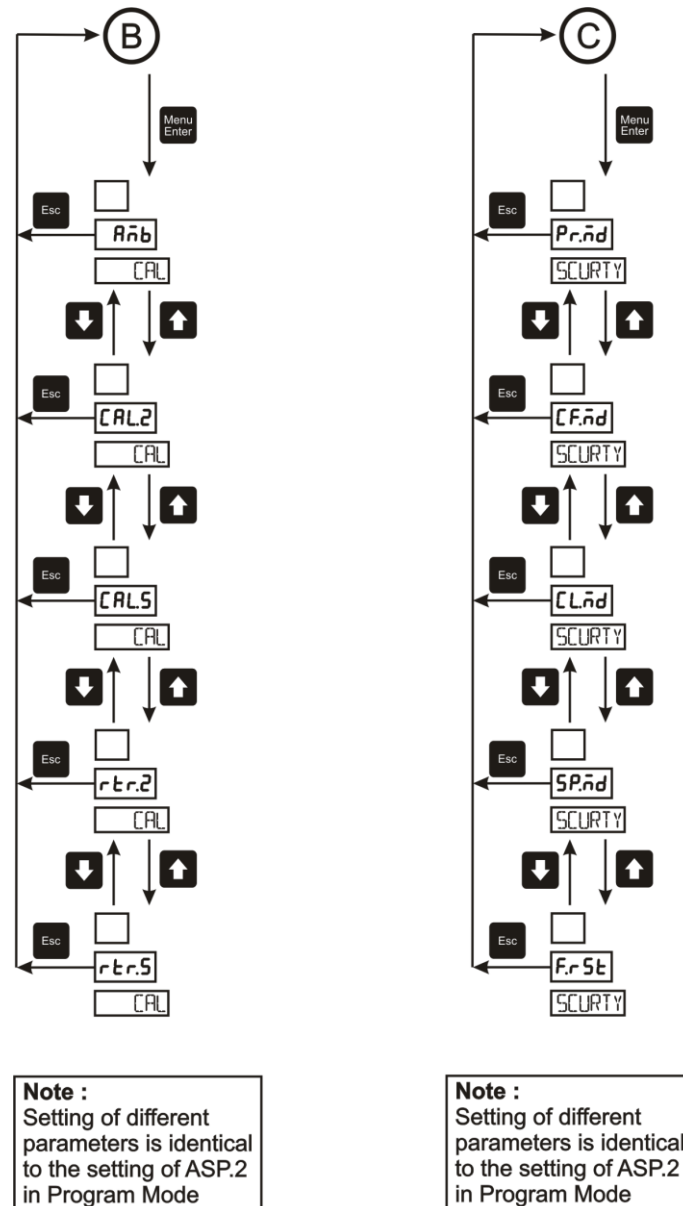 B
Menu
Enter
Esc
Amb
CAL
Esc
CAL.2
CAL
Esc
CAL.S
CAL
Esc
rtr.2
CAL
Esc
rtr.S
CAL
Note :
Setting of different
parameters is identical
to the setting of ASP.2
in Program Mode
C
Menu
Enter
Esc
Pr.md
SCURTY
Esc
CF.md
SCURTY
Esc
CL.md
SCURTY
Esc
SP.md
SCURTY
Esc
F.rSt
SCURTY
Note :
Setting of different
parameters is identical
to the setting of ASP.2
in Program Mode